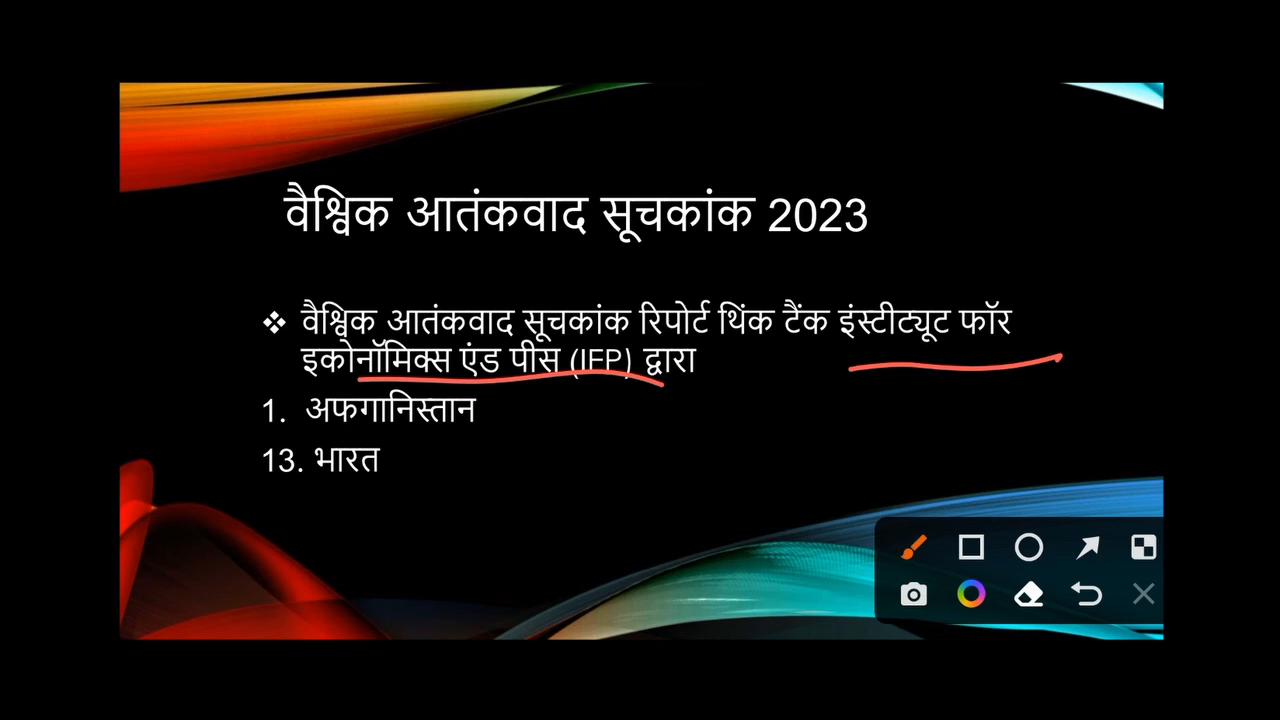 वैश्विक आतंकवाद सूचकांक 2023
❖ वैश्विक आतंकवाद सूचकांक रिपोर्ट थिंक टैंक इंस्टीट्यूट फॉर
इकोनॉमिक्स एंड पीस (IEP) द्वारा
1. अफगानिस्तान
13. भारत